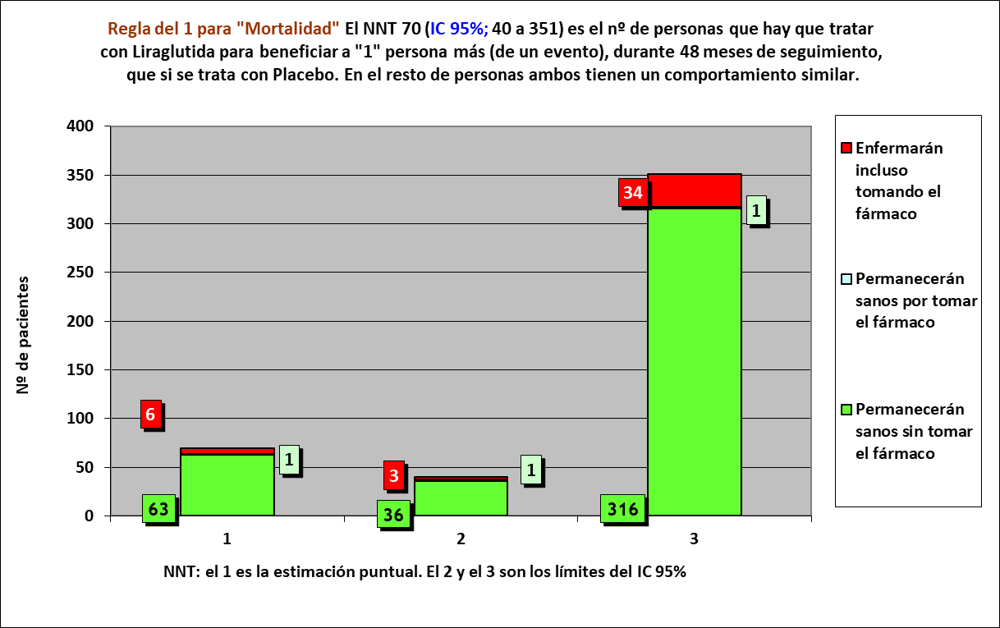 Regla del 1 para "Mortalidad" El NNT 70 (IC 95%; 40 a 351) es el nº de personas que hay que tratar
con Liraglutida para beneficiar a "1" persona más (de un evento), durante 48 meses de seguimiento,
que si se trata con Placebo. En el resto de personas ambos tienen un comportamiento similar.
Nº de pacientes
400
350
300
250
200
150
100
50
0
6
1
63
3
1
36
34
1
316
1
2
3
NNT: el 1 es la estimación puntual. El 2 y el 3 son los límites del IC 95%
Enfermarán
incluso
tomando el
fármaco
Permanecerán
sanos por tomar
el fármaco
Permanecerán
sanos sin tomar
el fármaco